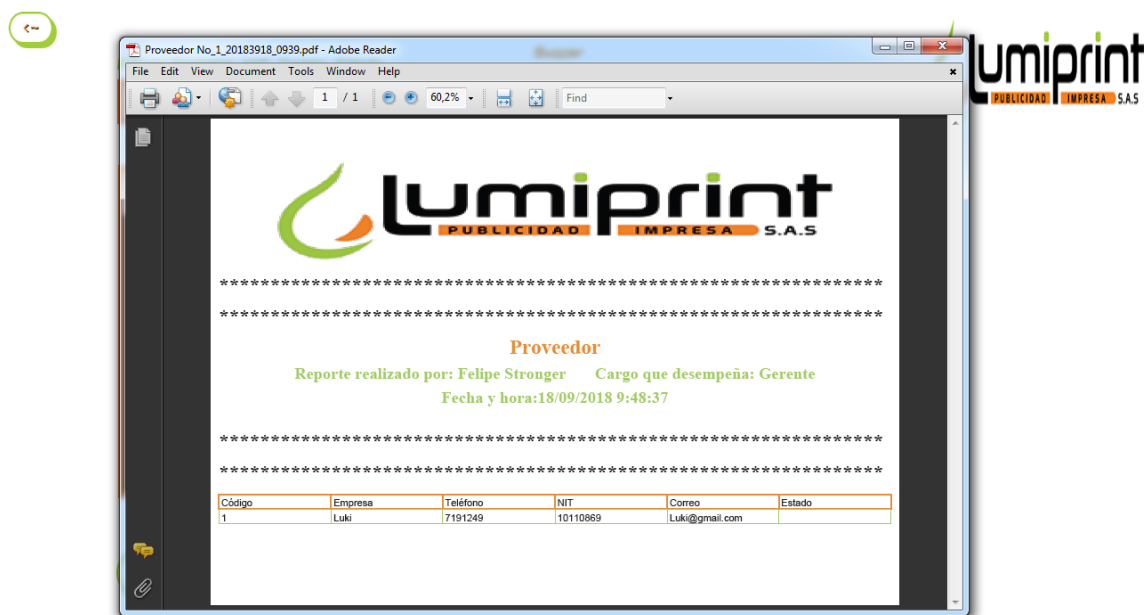 Proveedor No_1_20183918_0939.pdf - Adobe Reader
File Edit View Document Tools Window Help
1 / 1 60,2% Find
umiprint
PUBLICIDAD IMPRESA S.A.S
Lumiprint
PUBLICIDAD IMPRESA S.A.S
******************************************************************
******************************************************************
Proveedor
Reporte realizado por: Felipe Stronger Cargo que desempeña: Gerente
Fecha y hora:18/09/2018 9:48:37
******************************************************************
******************************************************************
Código Empresa Teléfono NIT Correo Estado
1 Luki 7191249 10110869 Luki@gmail.com